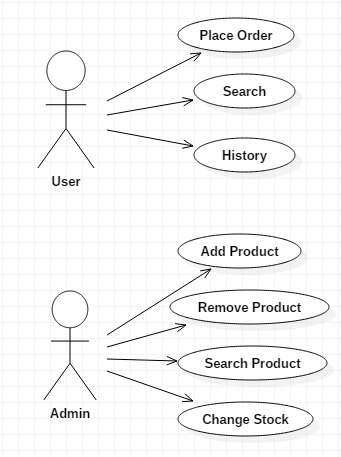 Place Order
Search
History
User
Add Product
Remove Product
Search Product
Change Stock
Admin